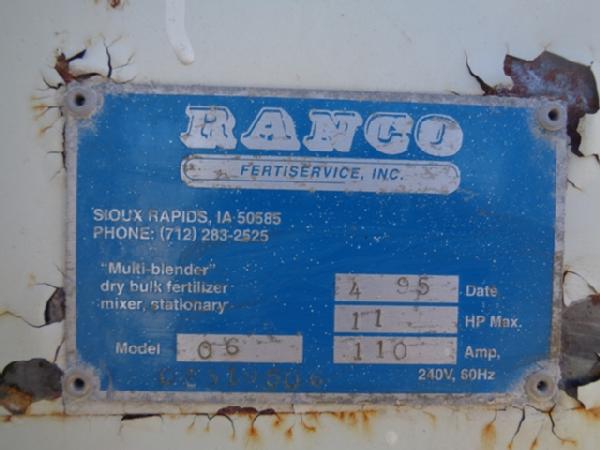 RANCO
FERTISERVICE, INC.
SIOUX RAPIDS, IA 50585
PHONE: (712) 283-2525
"Multi-blender"
dry bulk fertilizer
mixer, stationary
4 95 Date
11 HP Max.
Model 06 110 Amp,
240V, 60Hz